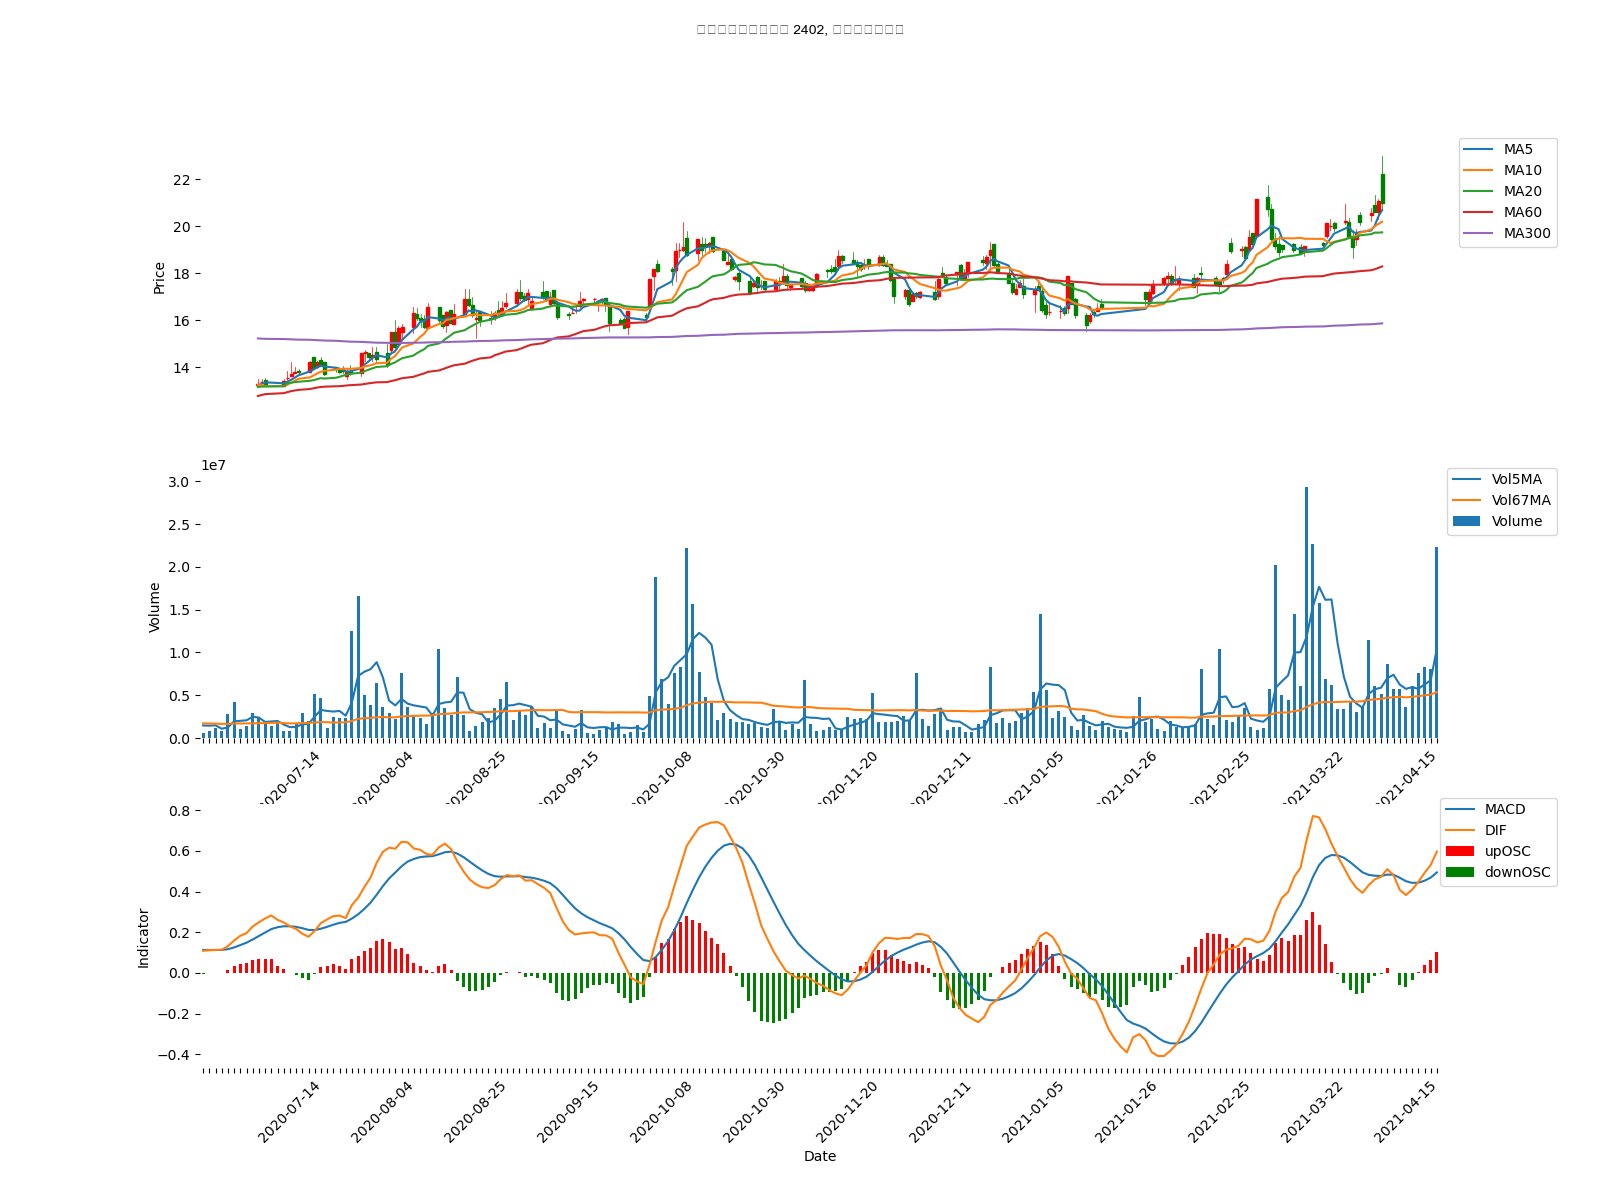 2402,
MA5
MA10
MA20
MA60
MA300
Price
22
20
18
16
14
1e7
Vol5MA
Vol67MA
Volume
Volume
3.0
2.5
2.0
1.5
1.0
0.5
0.0
2020-07-14 2020-08-04 2020-08-25 2020-09-15 2020-10-08 2020-10-30 2020-11-20 2020-12-11 2021-01-05 2021-01-26 2021-02-25 2021-03-22 2021-04-15
MACD
DIF
upOSC
downOSC
Indicator
0.8
0.6
0.4
0.2
0.0
−0.2
−0.4
2020-07-14 2020-08-04 2020-08-25 2020-09-15 2020-10-08 2020-10-30 2020-11-20 2020-12-11 2021-01-05 2021-01-26 2021-02-25 2021-03-22 2021-04-15
Date